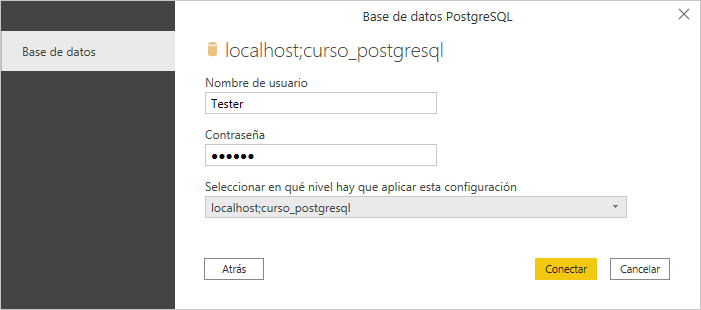 Base de datos PostgreSQL
Base de datos
localhost;curso_postgresql
Nombre de usuario
Tester
Contraseña
●●●●●●
Seleccionar en qué nivel hay que aplicar esta configuración
localhost;curso_postgresql
Atrás
Conectar
Cancelar